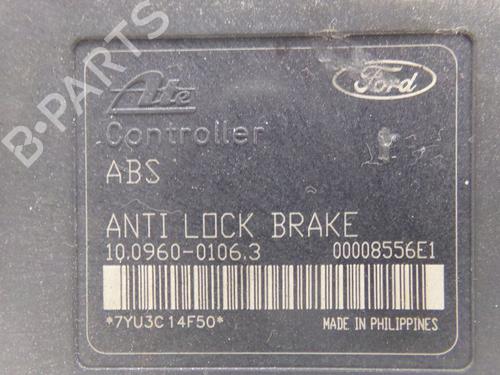 B-PARTS
Ate
Ford
Controller
ABS
ANTI LOCK BRAKE
10.0960-0106.3 00008556E1
*7YU3C14F50*
MADE IN PHILIPPINES